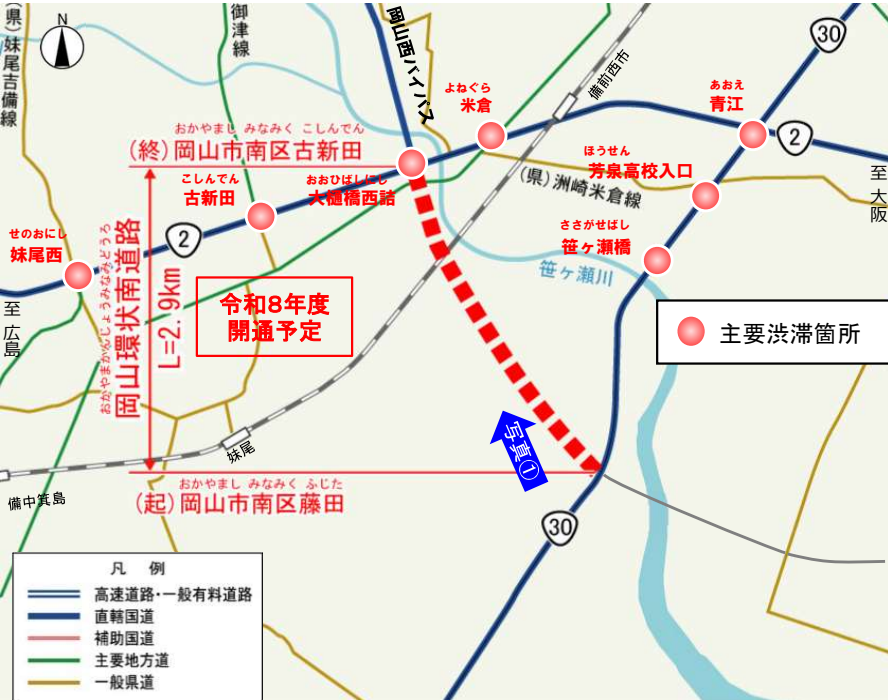 (県)妹尾吉備線
N
御津線
岡山西バイパス
備前西市
30
よねぐら
米倉
あおえ
青江
2
至 大阪
おかやまし みなみく こしんでん
(終)岡山市南区古新田
ほうせん
芳泉高校入口
(県)洲崎米倉線
こしんでん
古新田
おおひばしにし
大樋橋西詰
ささがせばし
笹ヶ瀬橋
笹ヶ瀬川
せのおにし
妹尾西
2
至 広島
おかやまかんじょうみなみどうろ
岡山環状南道路
L=2.9km
令和8年度
開通予定
主要渋滞箇所
写真①
妹尾
備中箕島
おかやまし みなみく ふじた
(起)岡山市南区藤田
30
凡 例
高速道路・一般有料道路
直轄国道
補助国道
主要地方道
一般県道